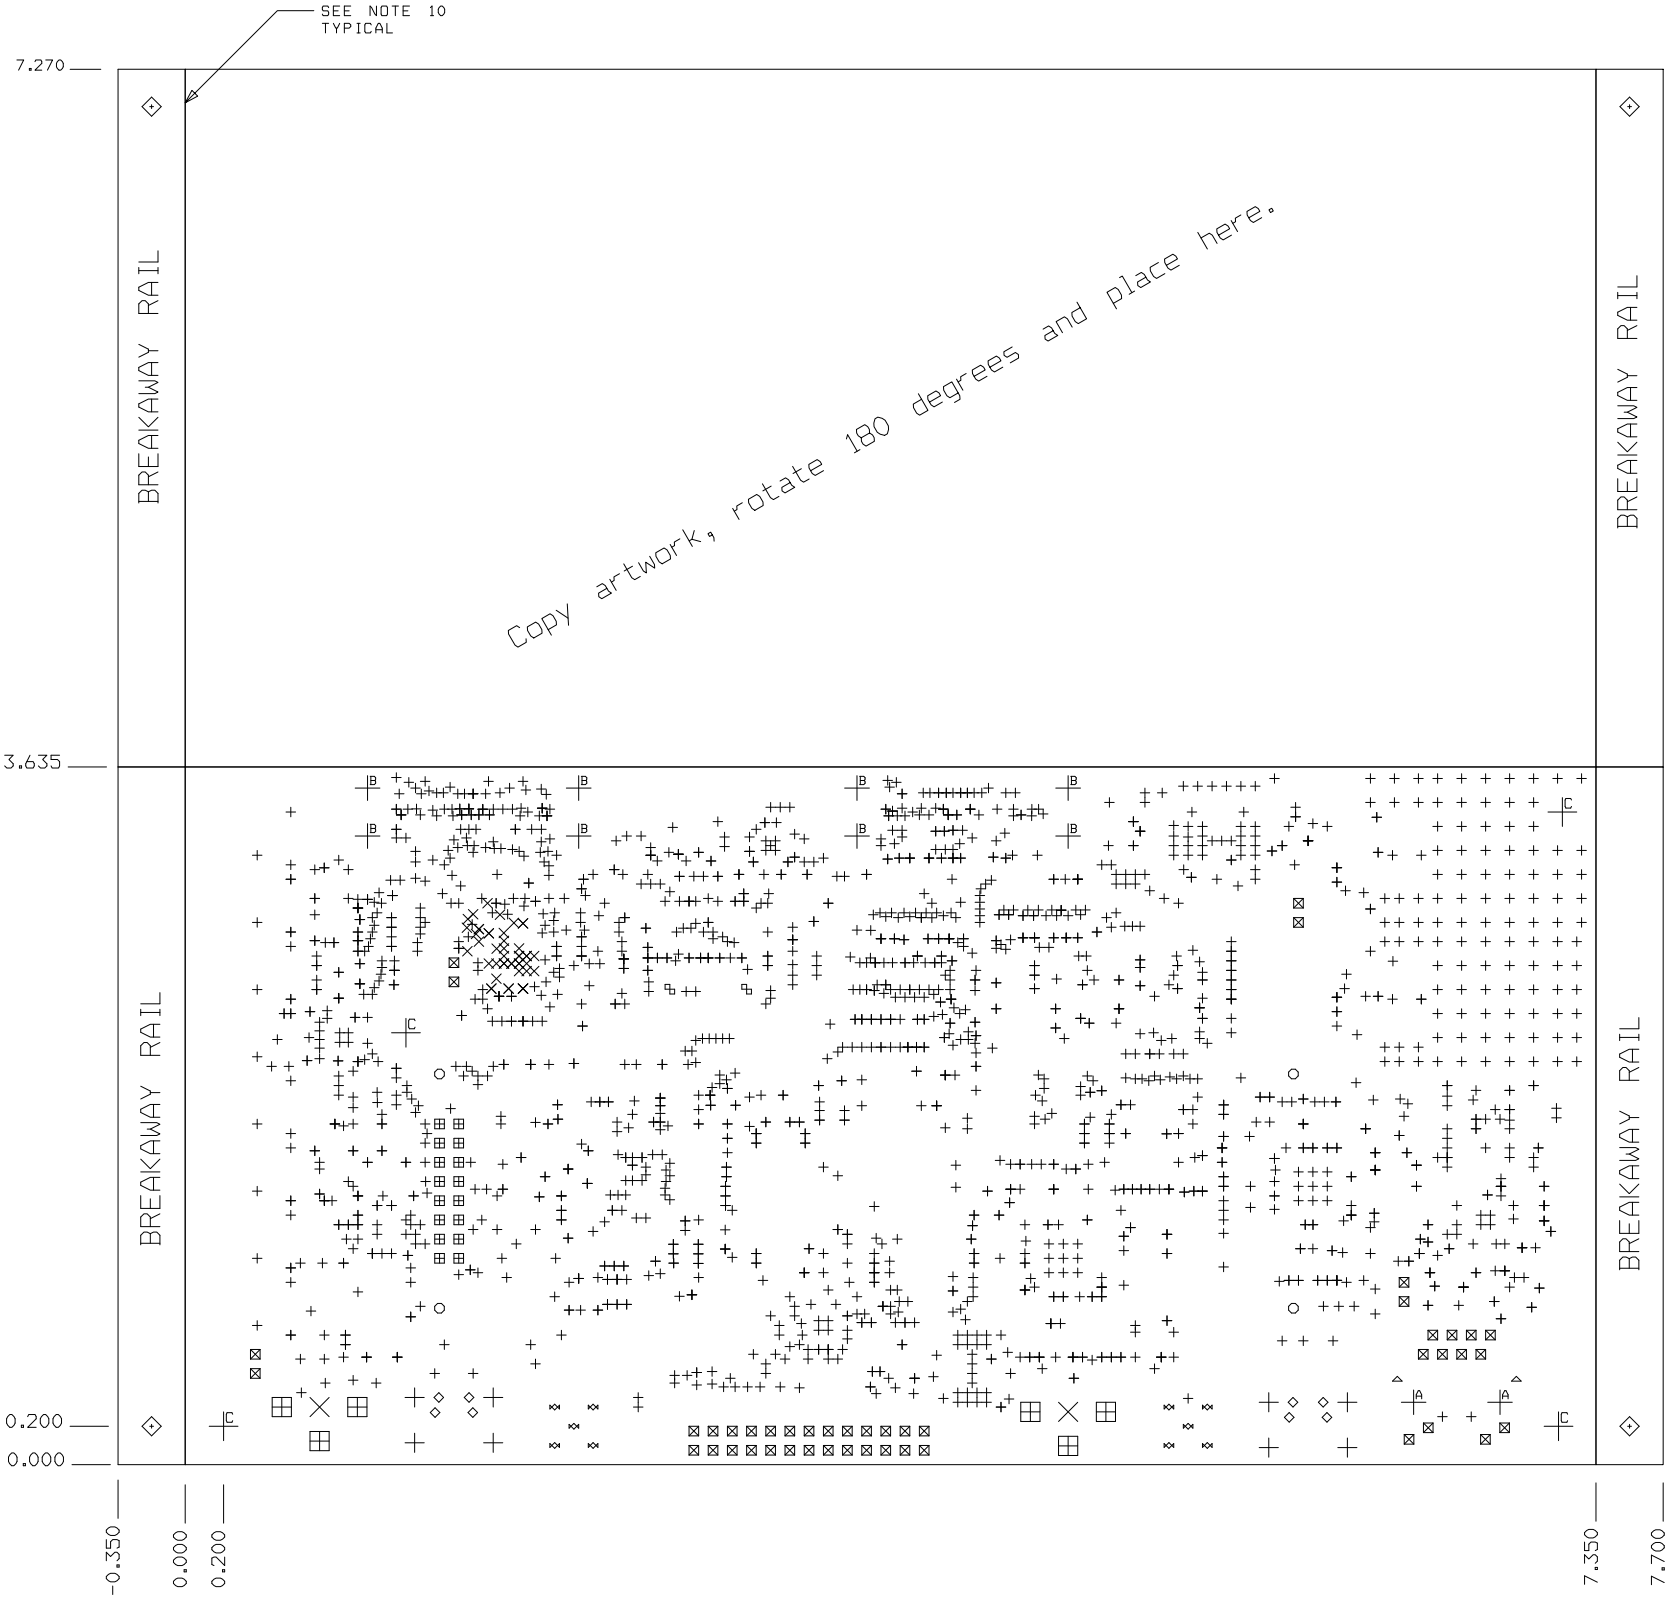 SEE NOTE 10
TYPICAL
7.270
BREAKAWAY RAIL
BREAKAWAY RAIL
Copy artwork, rotate 180 degrees and place here.
3.635
B
B
B
B
C
B
B
B
B
C
BREAKAWAY RAIL
BREAKAWAY RAIL
A
A
0.200
C
C
0.000
-0.350
0.000
0.200
7.350
7.700